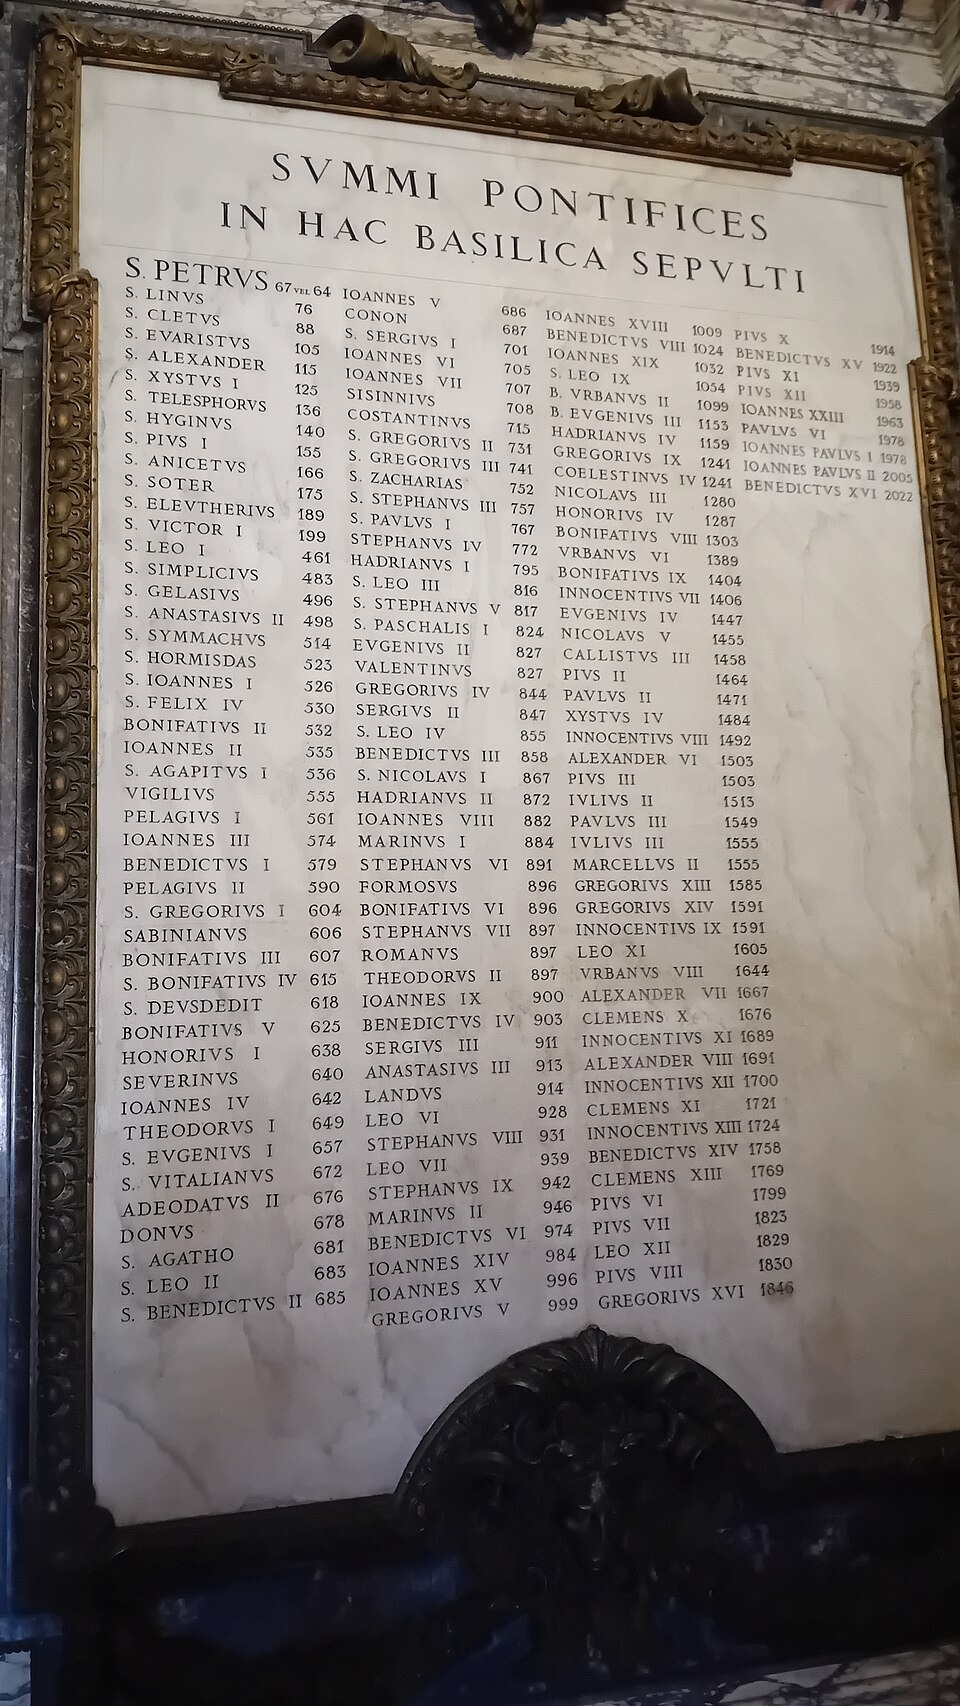 SVMMI PONTIFICES
IN HAC BASILICA SEPVLTI
S. PETRVS 67 VEL 64
S. LINVS 76
S. CLETVS 88
S. EVARISTVS 105
S. ALEXANDER 115
S. XYSTVS I 125
S. TELESPHORVS 136
S. HYGINVS 140
S. PIVS I 155
S. ANICETVS 166
S. SOTER 175
S. ELEVTHERIVS 189
S. VICTOR I 199
S. LEO I 461
S. SIMPLICIVS 483
S. GELASIVS 496
S. ANASTASIVS II 498
S. SYMMACHVS 514
S. HORMISDAS 523
S. IOANNES I 526
S. FELIX IV 530
BONIFATIVS II 532
IOANNES II 535
S. AGAPITVS I 536
VIGILIVS 555
PELAGIVS I 561
IOANNES III 574
BENEDICTVS I 579
PELAGIVS II 590
S. GREGORIVS I 604
SABINIANVS 606
BONIFATIVS III 607
S. BONIFATIVS IV 615
S. DEVSDEDIT 618
BONIFATIVS V 625
HONORIVS I 638
SEVERINVS 640
IOANNES IV 642
THEODORVS I 649
S. EVGENIVS I 657
S. VITALIANVS 672
ADEODATVS II 676
DONVS 678
S. AGATHO 681
S. LEO II 683
S. BENEDICTVS II 685
IOANNES V 686
CONON 687
S. SERGIVS I 701
IOANNES VI 705
IOANNES VII 707
SISINNIVS 708
COSTANTINVS 715
S. GREGORIVS II 731
S. GREGORIVS III 741
S. ZACHARIAS 752
S. STEPHANVS III 757
S. PAVLVS I 767
STEPHANVS IV 772
HADRIANVS I 795
S. LEO III 816
S. STEPHANVS V 817
S. PASCHALIS I 824
EVGENIVS II 827
VALENTINVS 827
GREGORIVS IV 844
SERGIVS II 847
S. LEO IV 855
BENEDICTVS III 858
S. NICOLAVS I 867
HADRIANVS II 872
IOANNES VIII 882
MARINVS I 884
STEPHANVS VI 891
FORMOSVS 896
BONIFATIVS VI 896
STEPHANVS VII 897
ROMANVS 897
THEODORVS II 897
IOANNES IX 900
BENEDICTVS IV 903
SERGIVS III 911
ANASTASIVS III 913
LANDVS 914
LEO VI 928
STEPHANVS VIII 931
LEO VII 939
STEPHANVS IX 942
MARINVS II 946
BENEDICTVS VI 974
IOANNES XIV 984
IOANNES XV 996
GREGORIVS V 999
IOANNES XVIII 1009
BENEDICTVS VIII 1024
IOANNES XIX 1032
S. LEO IX 1054
B. VRBANVS II 1099
B. EVGENIVS III 1153
HADRIANVS IV 1159
GREGORIVS IX 1241
COELESTINVS IV 1241
NICOLAVS III 1280
HONORIVS IV 1287
BONIFATIVS VIII 1303
VRBANVS VI 1389
BONIFATIVS IX 1404
INNOCENTIVS VII 1406
EVGENIVS IV 1447
NICOLAVS V 1455
CALLISTVS III 1458
PIVS II 1464
PAVLVS II 1471
XYSTVS IV 1484
INNOCENTIVS VIII 1492
ALEXANDER VI 1503
PIVS III 1503
IVLIVS II 1513
PAVLVS III 1549
IVLIVS III 1555
MARCELLVS II 1555
GREGORIVS XIII 1585
GREGORIVS XIV 1591
INNOCENTIVS IX 1591
LEO XI 1605
VRBANVS VIII 1644
ALEXANDER VII 1667
CLEMENS X 1676
INNOCENTIVS XI 1689
ALEXANDER VIII 1691
INNOCENTIVS XII 1700
CLEMENS XI 1721
INNOCENTIVS XIII 1724
BENEDICTVS XIV 1758
CLEMENS XIII 1769
PIVS VI 1799
PIVS VII 1823
LEO XII 1829
PIVS VIII 1830
GREGORIVS XVI 1846
PIVS X 1914
BENEDICTVS XV 1922
PIVS XI 1939
PIVS XII 1958
IOANNES XXIII 1963
PAVLVS VI 1978
IOANNES PAVLVS I 1978
IOANNES PAVLVS II 2005
BENEDICTVS XVI 2022